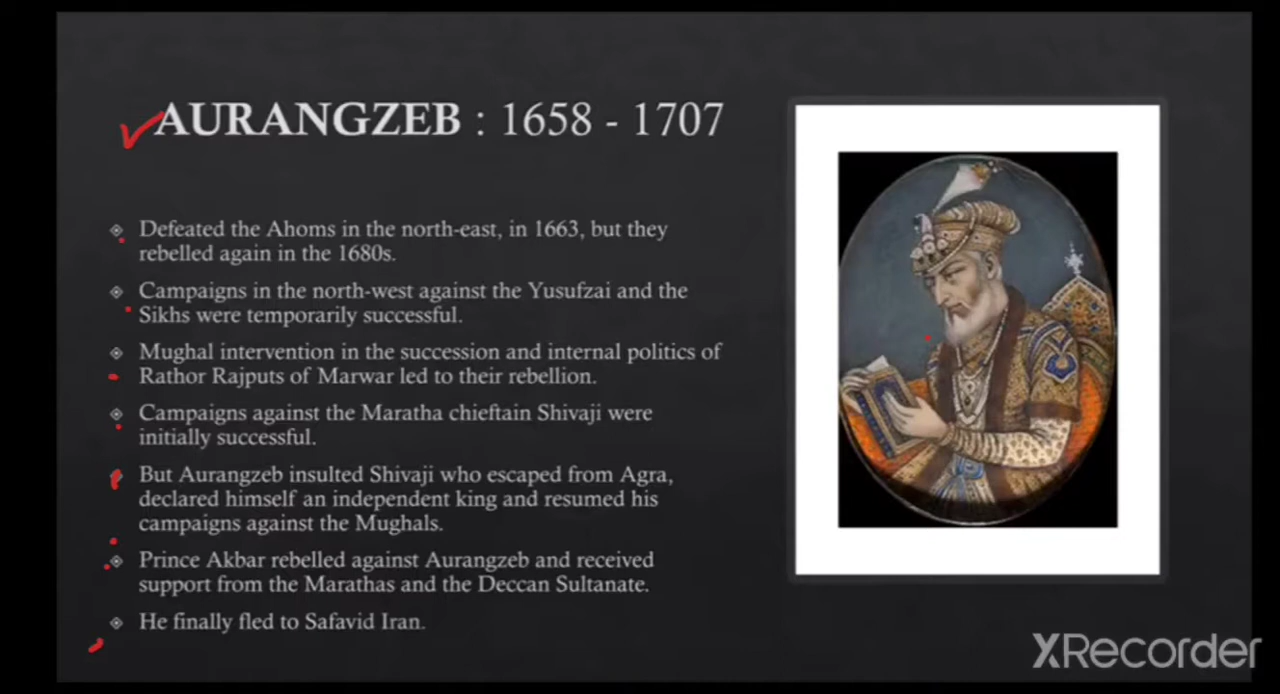 AURANGZEB : 1658 - 1707
Defeated the Ahoms in the north-east, in 1663, but they
rebelled again in the 1680s.
Campaigns in the north-west against the Yusufzai and the
Sikhs were temporarily successful.
Mughal intervention in the succession and internal politics of
Rathor Rajputs of Marwar led to their rebellion.
Campaigns against the Maratha chieftain Shivaji were
initially successful.
But Aurangzeb insulted Shivaji who escaped from Agra,
declared himself an independent king and resumed his
campaigns against the Mughals.
Prince Akbar rebelled against Aurangzeb and received
support from the Marathas and the Deccan Sultanate.
He finally fled to Safavid Iran.
XRecorder